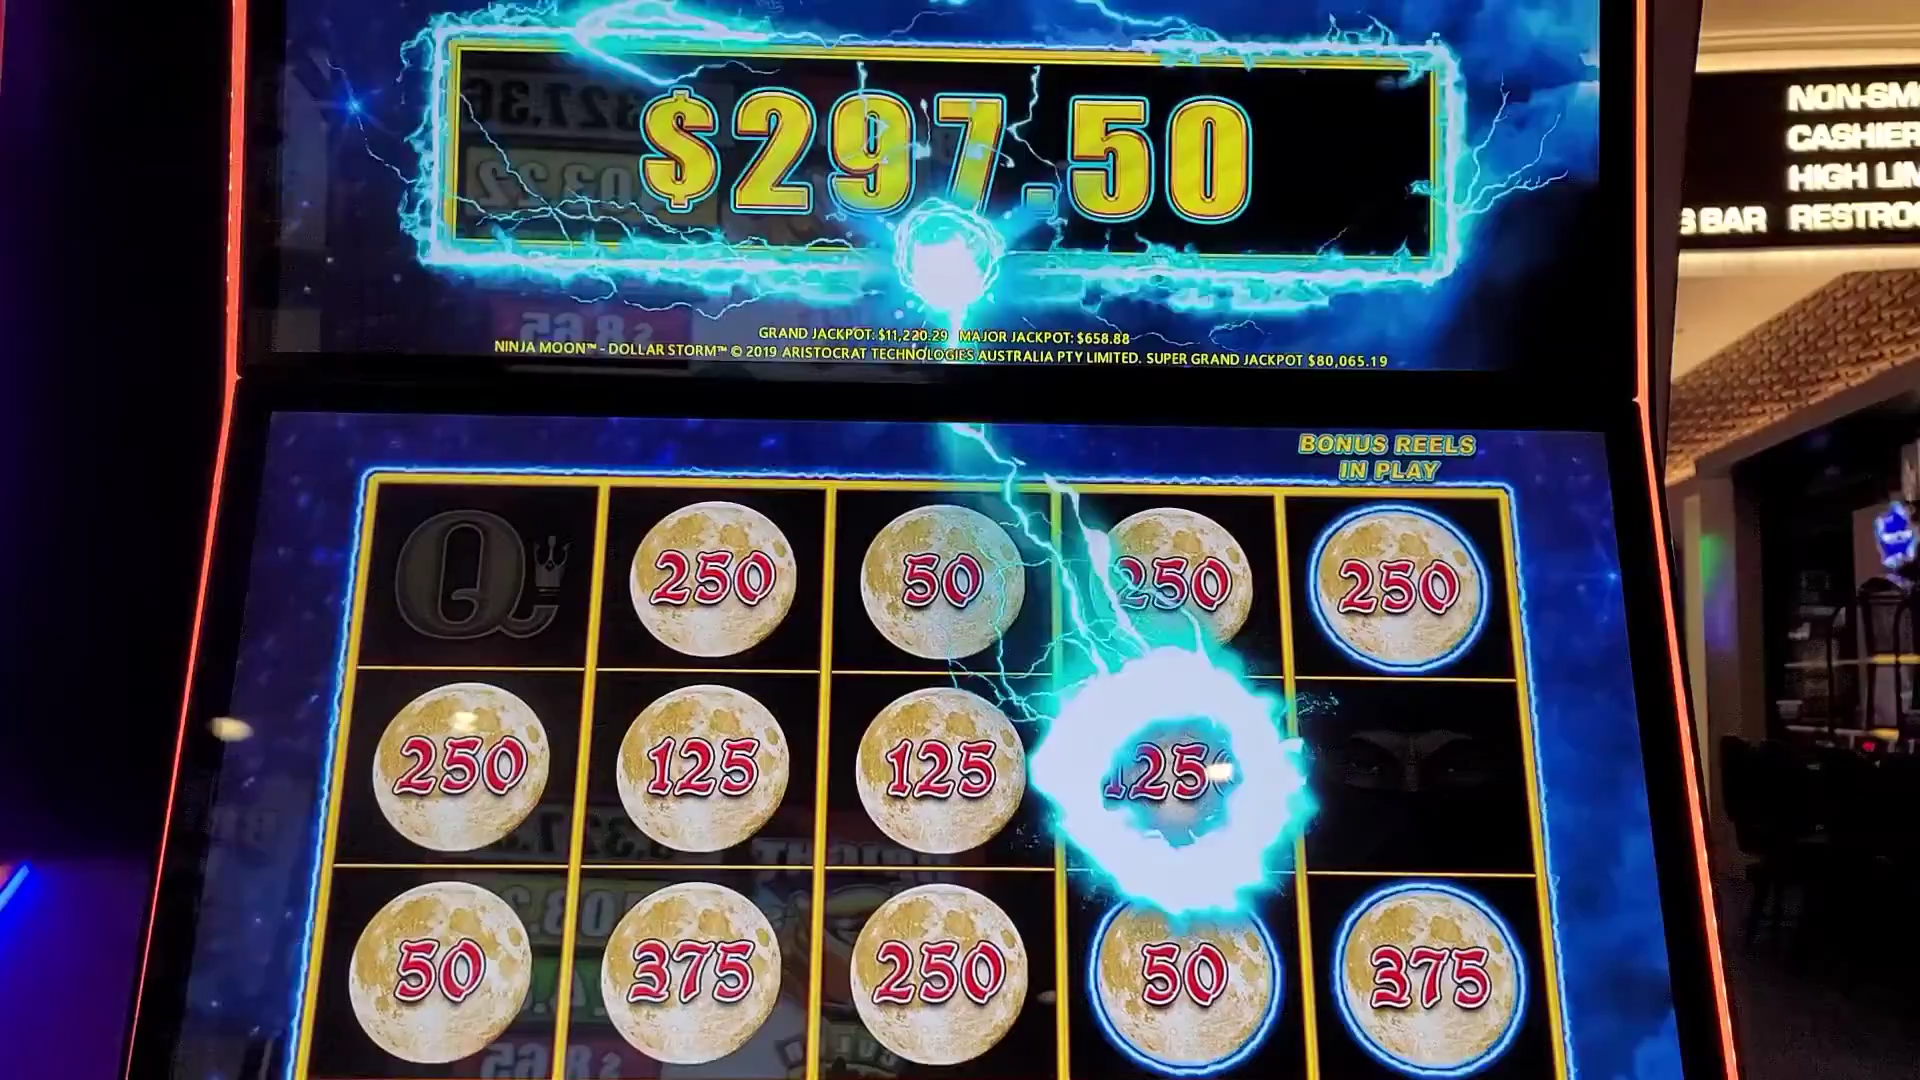 $297.50
GRAND JACKPOT: $11,220.29 MAJOR JACKPOT: $658.88
NINJA MOON™ - DOLLAR STORM™ © 2019 ARISTOCRAT TECHNOLOGIES AUSTRALIA PTY LIMITED. SUPER GRAND JACKPOT $80,065.19
NON-SM
CASHIER
HIGH LIM
BAR RESTRO
BONUS REELS
IN PLAY
Q 250 50 250 250
250 125 125 125
50 375 250 50 375